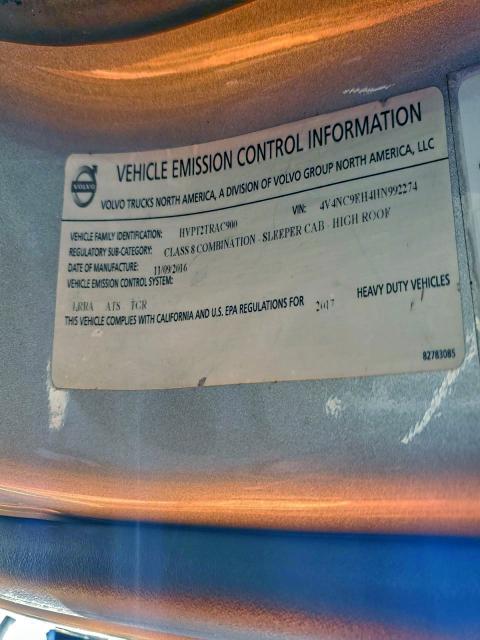 VEHICLE EMISSION CONTROL INFORMATION
VOLVO
VOLVO TRUCKS NORTH AMERICA, A DIVISION OF VOLVO GROUP NORTH AMERICA, LLC
VEHICLE FAMILY IDENTIFICATION: HVPT2TRAC900 VIN: 4V4NC9EH4HN992274
REGULATORY SUB-CATEGORY: CLASS 8 COMBINATION - SLEEPER CAB - HIGH ROOF
DATE OF MANUFACTURE: 11/09/2016
VEHICLE EMISSION CONTROL SYSTEM:
LRRA ATS TGR
THIS VEHICLE COMPLIES WITH CALIFORNIA AND U.S. EPA REGULATIONS FOR 2017 HEAVY DUTY VEHICLES
82783085